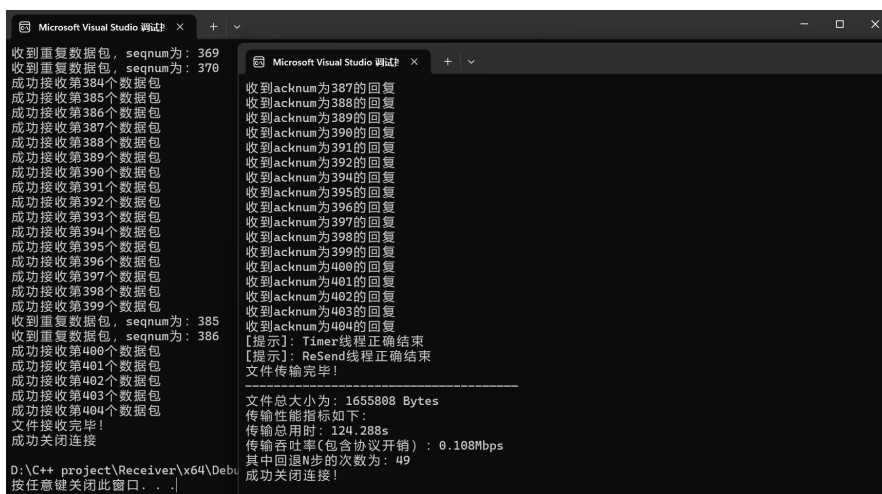 Microsoft Visual Studio 调试
收到重复数据包, seqnum为: 369
收到重复数据包, seqnum为: 370
成功接收第384个数据包
成功接收第385个数据包
成功接收第386个数据包
成功接收第387个数据包
成功接收第388个数据包
成功接收第389个数据包
成功接收第390个数据包
成功接收第391个数据包
成功接收第392个数据包
成功接收第393个数据包
成功接收第394个数据包
成功接收第395个数据包
成功接收第396个数据包
成功接收第397个数据包
成功接收第398个数据包
成功接收第399个数据包
收到重复数据包, seqnum为: 385
收到重复数据包, seqnum为: 386
成功接收第400个数据包
成功接收第401个数据包
成功接收第402个数据包
成功接收第403个数据包
成功接收第404个数据包
文件接收完毕!
成功关闭连接
D:\C++ project\Receiver\x64\Debu
按任意键关闭此窗口. . .
Microsoft Visual Studio 调试
收到acknum为387的回复
收到acknum为388的回复
收到acknum为389的回复
收到acknum为390的回复
收到acknum为391的回复
收到acknum为392的回复
收到acknum为394的回复
收到acknum为395的回复
收到acknum为396的回复
收到acknum为397的回复
收到acknum为398的回复
收到acknum为399的回复
收到acknum为400的回复
收到acknum为401的回复
收到acknum为402的回复
收到acknum为403的回复
收到acknum为404的回复
[提示]: Timer线程正确结束
[提示]: ReSend线程正确结束
文件传输完毕!
----------------------------------------
文件总大小为: 1655808 Bytes
传输性能指标如下:
传输总用时: 124.288s
传输吞吐率(包含协议开销) : 0.108Mbps
其中回退N步的次数为: 49
成功关闭连接!